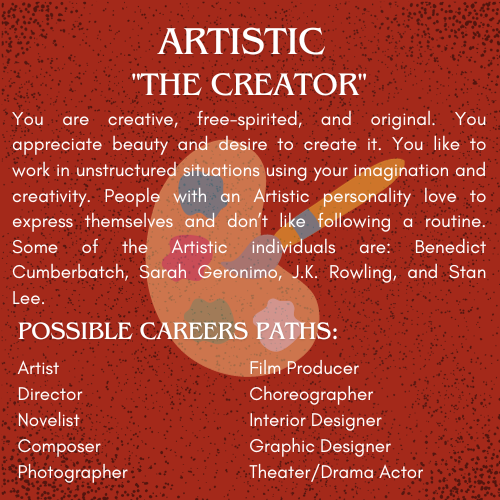 ARTISTIC
"THE CREATOR"
You are creative, free-spirited, and original. You
appreciate beauty and desire to create it. You like to
work in unstructured situations using your imagination and
creativity. People with an Artistic personality love to
express themselves and don't like following a routine.
Some of the Artistic individuals are: Benedict
Cumberbatch, Sarah Geronimo, J.K. Rowling, and Stan
Lee.
POSSIBLE CAREERS PATHS:
Artist
Director
Novelist
Composer
Photographer
Film Producer
Choreographer
Interior Designer
Graphic Designer
Theater/Drama Actor